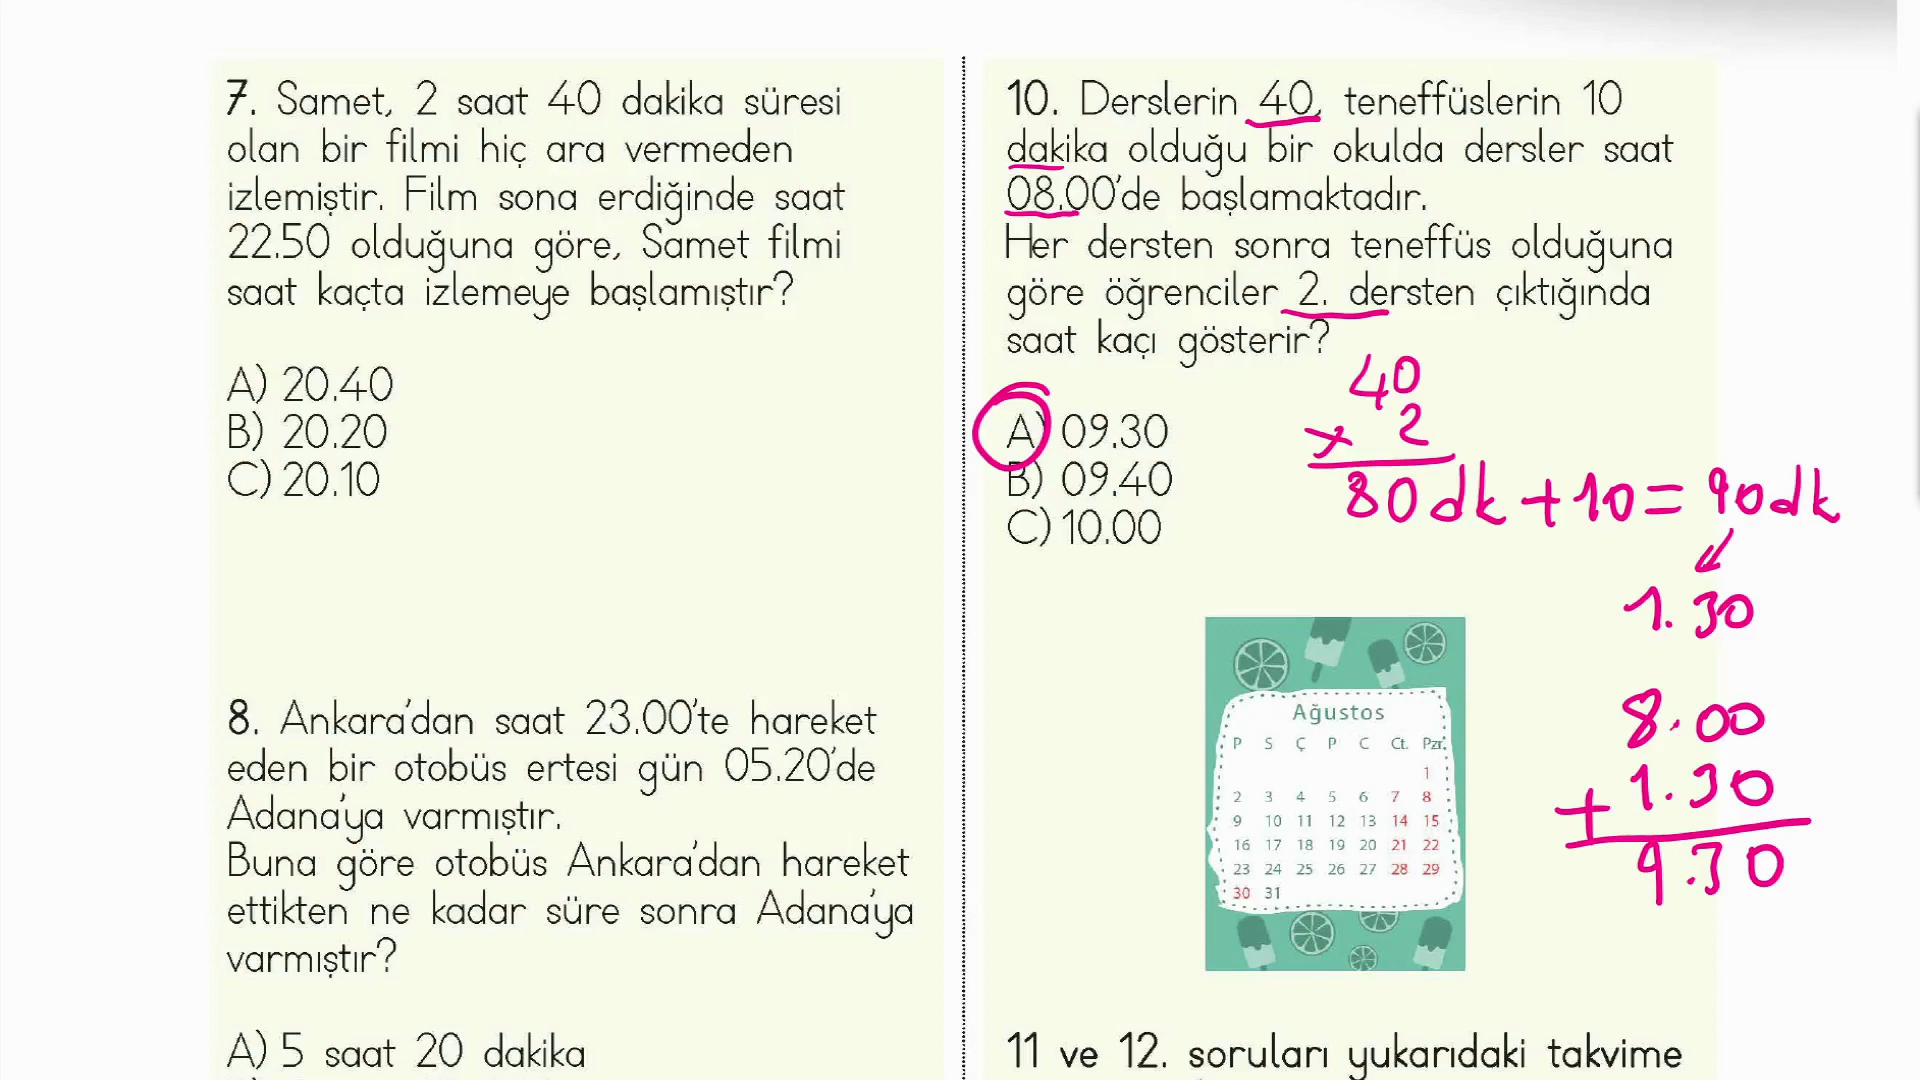 7. Samet, 2 saat 40 dakika süresi
olan bir filmi hiç ara vermeden
izlemiştir. Film sona erdiğinde saat
22.50 olduğuna göre, Samet filmi
saat kaçta izlemeye başlamıştır?
A) 20.40
B) 20.20
C) 20.10
8. Ankara'dan saat 23.00'te hareket
eden bir otobüs ertesi gün 05.20'de
Adana'ya varmıştır.
Buna göre otobüs Ankara'dan hareket
ettikten ne kadar süre sonra Adana'ya
varmıştır?
A) 5 saat 20 dakika
10. Derslerin 40, teneffüslerin 10
dakika olduğu bir okulda dersler saat
08.00'de başlamaktadır.
Her dersten sonra teneffüs olduğuna
göre öğrenciler 2. dersten çıktığında
saat kaçı gösterir?
A) 09.30
B) 09.40
C) 10.00
40
x 2
80 dk + 10 = 90 dk
1.30
8.00
+ 1.30
9.30
Ağustos
P S Ç P C Ct. Pzr.
1
2 3 4 5 6 7 8
9 10 11 12 13 14 15
16 17 18 19 20 21 22
23 24 25 26 27 28 29
30 31
11 ve 12. soruları yukarıdaki takvime